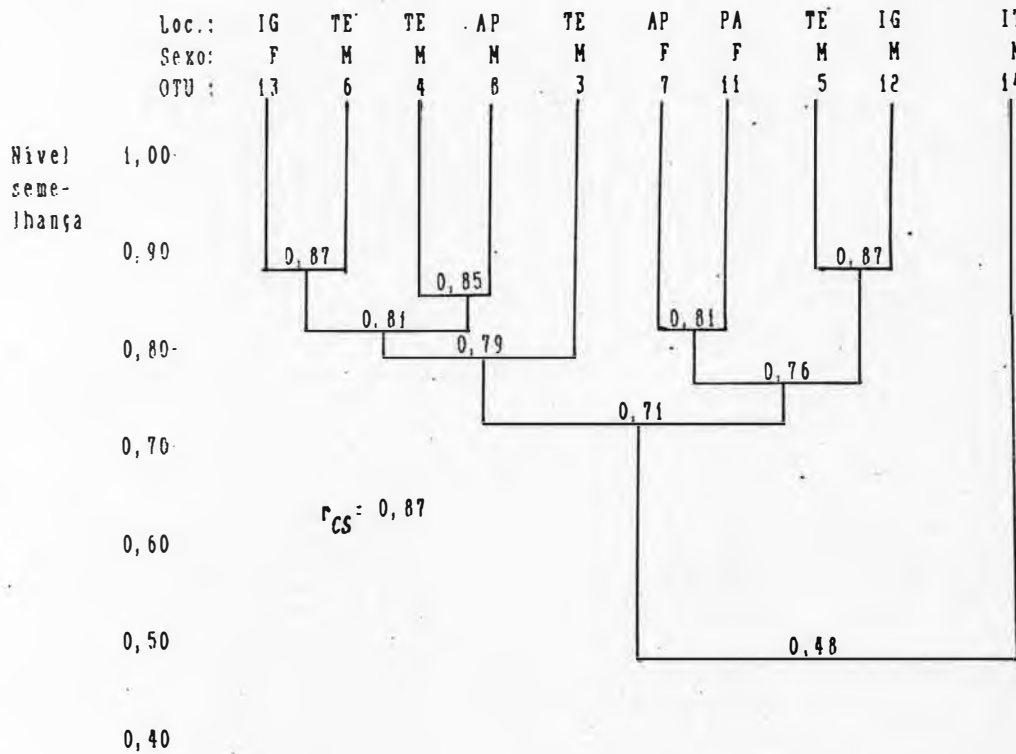 Loc.: IG TE TE AP TE AP PA TE IG
Sexo: F M M M M F F M M
OTU : 13 6 4 8 3 7 11 5 12 14
Nivel 1,00
seme-
lhança
0,90
0,87 0,87
0,85
0,81 0,81
0,80
0,79
0,76
0,71
0,70
rCS = 0,87
0,60
0,50
0,48
0,40